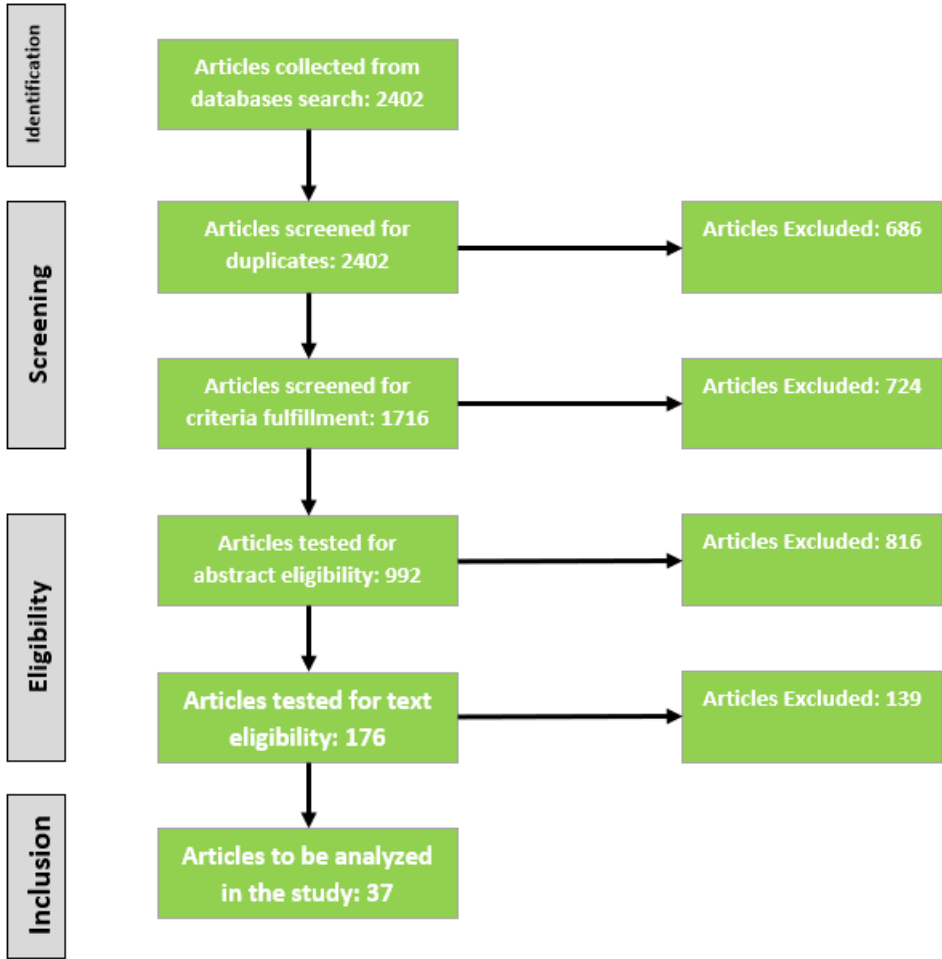 Identification
Articles collected from
databases search: 2402
Screening
Articles screened for
duplicates: 2402
Articles Excluded: 686
Articles screened for
criteria fulfillment: 1716
Articles Excluded: 724
Eligibility
Articles tested for
abstract eligibility: 992
Articles Excluded: 816
Articles tested for text
eligibility: 176
Articles Excluded: 139
Inclusion
Articles to be analyzed
in the study: 37